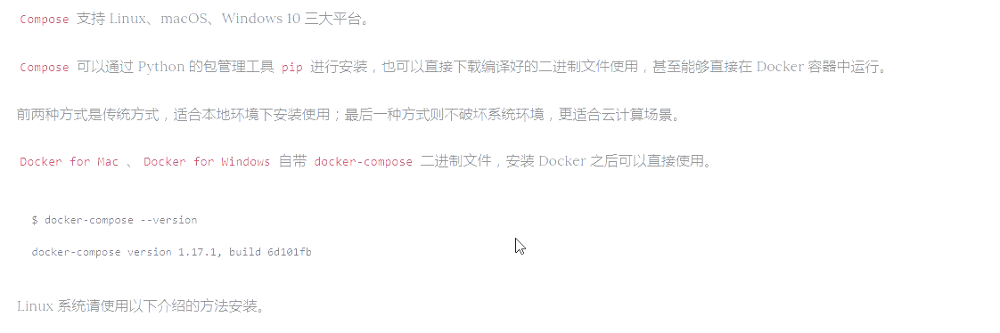 Compose 支持 Linux、macOS、Windows 10 三大平台。
Compose 可以通过 Python 的包管理工具 pip 进行安装，也可以直接下载编译好的二进制文件使用，甚至能够直接在 Docker 容器中运行。
前两种方式是传统方式，适合本地环境下安装使用；最后一种方式则不破坏系统环境，更适合云计算场景。
Docker for Mac 、 Docker for Windows 自带 docker-compose 二进制文件，安装 Docker 之后可以直接使用。
$ docker-compose --version
docker-compose version 1.17.1, build 6d101fb
Linux 系统请使用以下介绍的方法安装。